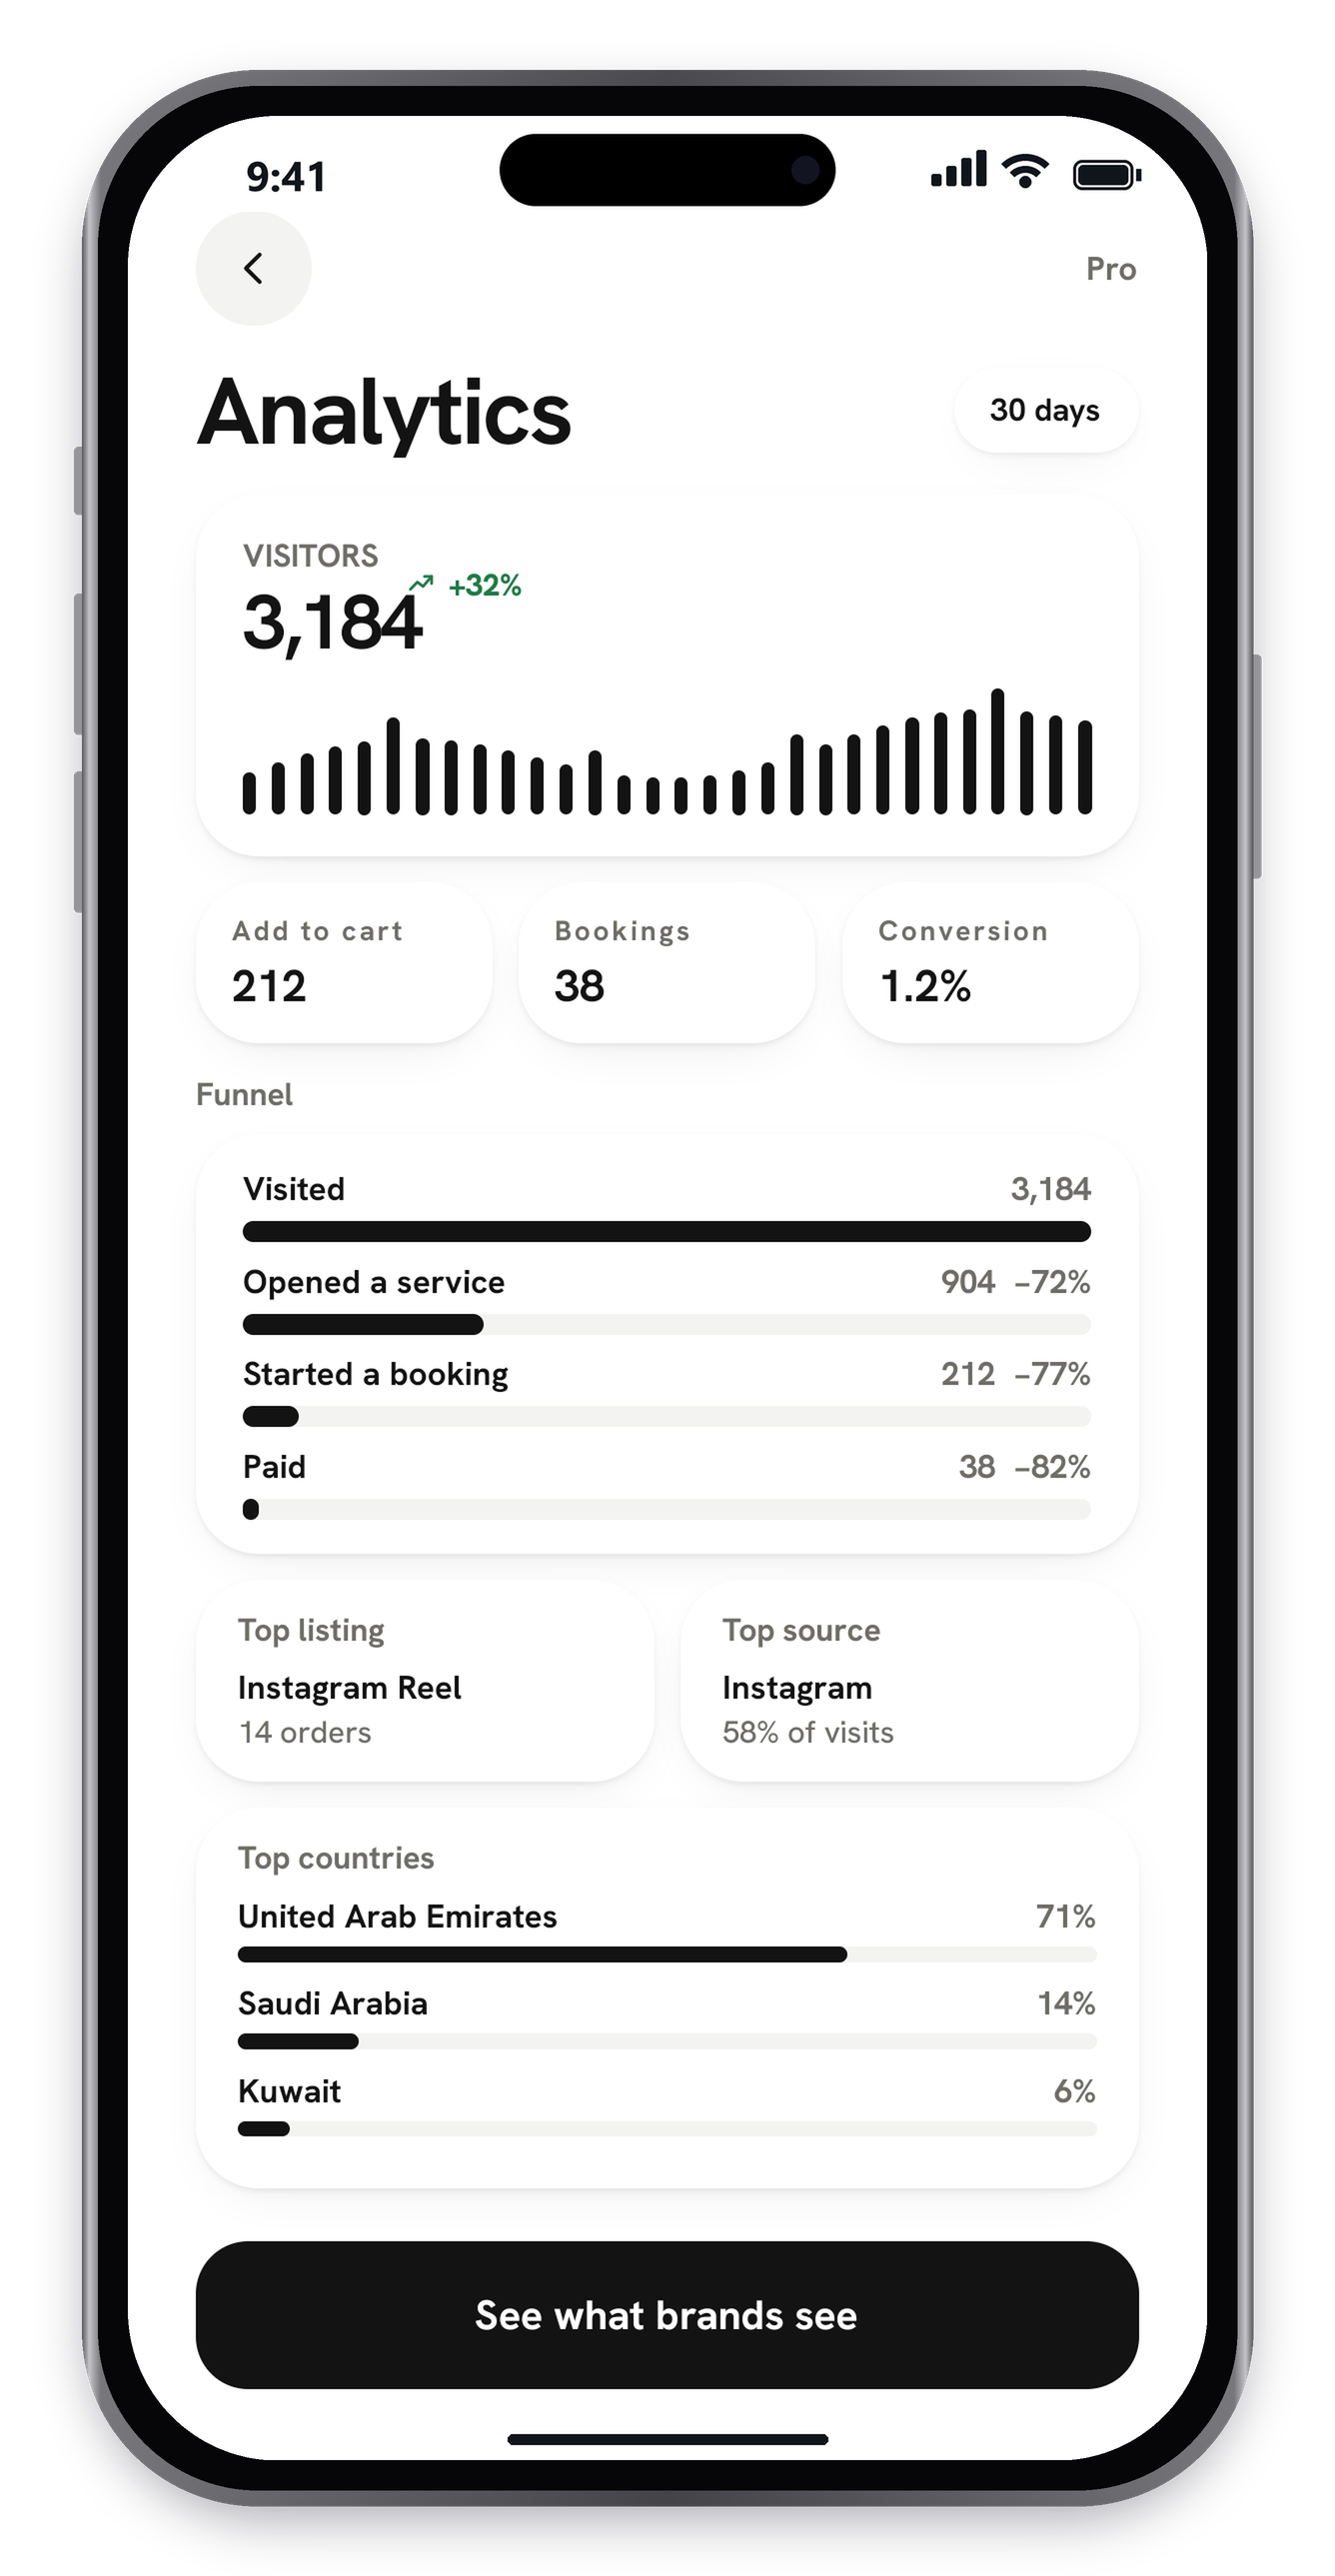 9:41
Pro
Analytics
30 days
VISITORS
3,184 +32%
Add to cart
212
Bookings
38
Conversion
1.2%
Funnel
Visited 3,184
Opened a service 904 –72%
Started a booking 212 –77%
Paid 38 –82%
Top listing
Instagram Reel
14 orders
Top source
Instagram
58% of visits
Top countries
United Arab Emirates 71%
Saudi Arabia 14%
Kuwait 6%
See what brands see